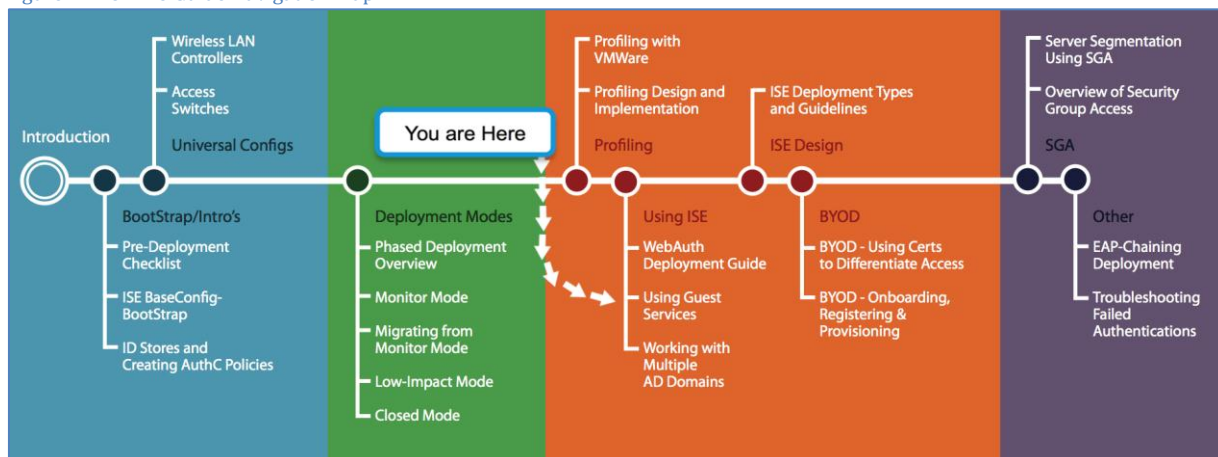 Wireless LAN
Controllers
Access
Switches
Introduction
Universal Configs
BootStrap/Intro's
Pre-Deployment
Checklist
ISE BaseConfig-
BootStrap
ID Stores and
Creating AuthC Policies
You are Here
Deployment Modes
Phased Deployment
Overview
Monitor Mode
Migrating from
Monitor Mode
Low-Impact Mode
Closed Mode
Profiling with
VMWare
Profiling Design and
Implementation
Profiling
ISE Deployment Types
and Guidelines
ISE Design
Using ISE
WebAuth
Deployment Guide
Using Guest
Services
Working with
Multiple
AD Domains
BYOD
BYOD - Using Certs
to Differentiate Access
BYOD - Onboarding,
Registering &
Provisioning
Server Segmentation
Using SGA
Overview of Security
Group Access
SGA
Other
EAP-Chaining
Deployment
Troubleshooting
Failed
Authentications